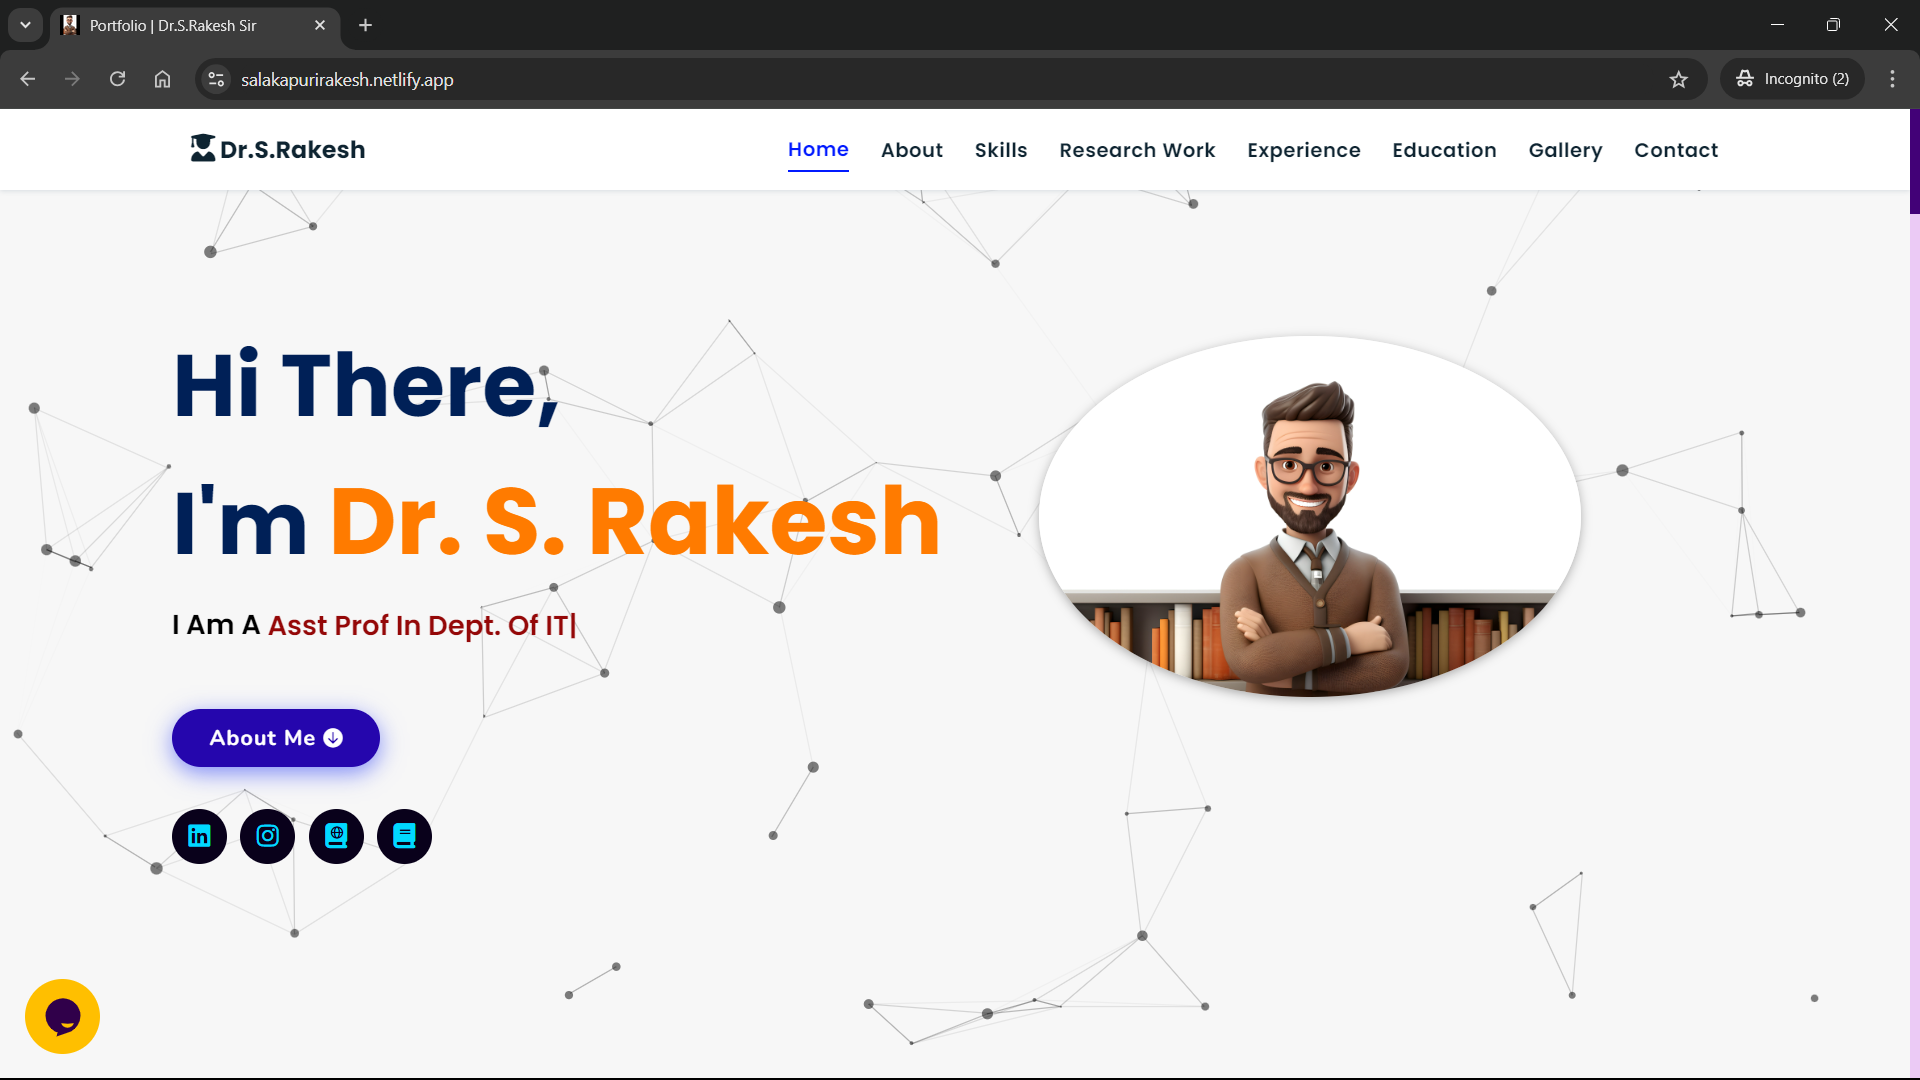 Portfolio | Dr.S.Rakesh Sir
salakapurirakesh.netlify.app
Incognito (2)
Dr.S.Rakesh
Home About Skills Research Work Experience Education Gallery Contact
Hi There,
I'm Dr. S. Rakesh
I Am A Asst Prof In Dept. Of IT|
About Me
in